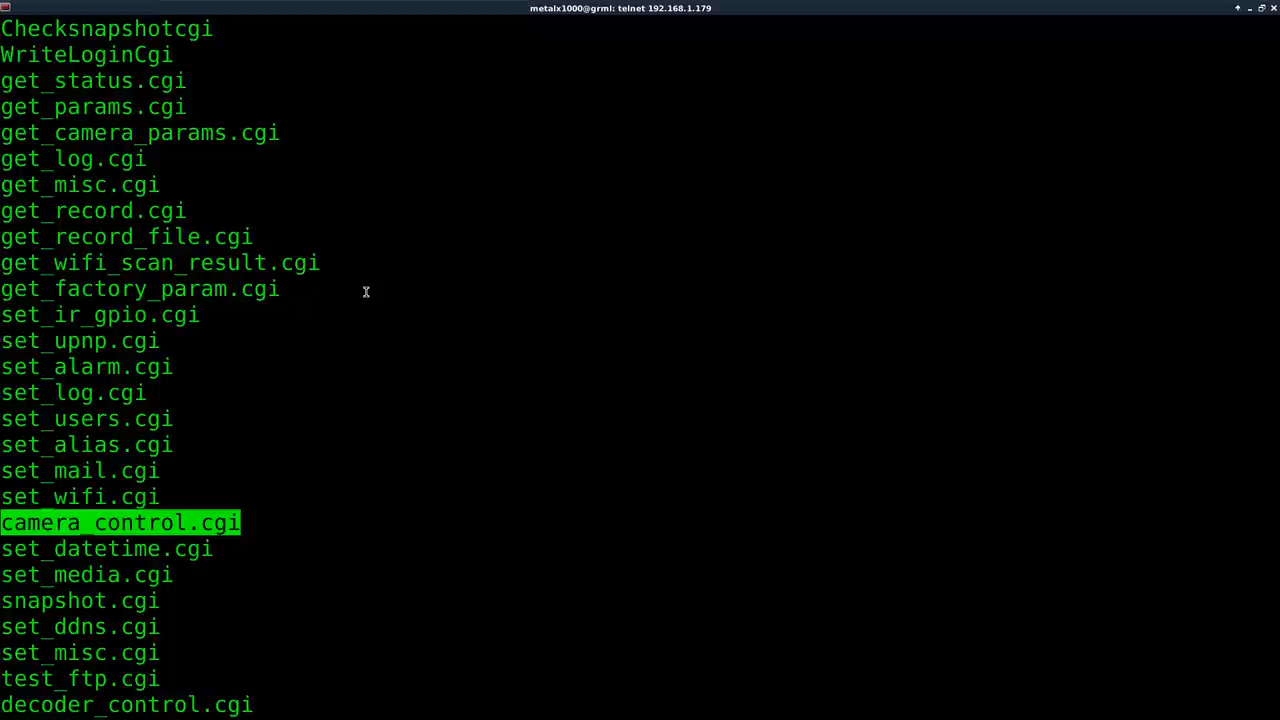 metalx1000@grml: telnet 192.168.1.179
Checksnapshotcgi
WriteLoginCgi
get_status.cgi
get_params.cgi
get_camera_params.cgi
get_log.cgi
get_misc.cgi
get_record.cgi
get_record_file.cgi
get_wifi_scan_result.cgi
get_factory_param.cgi
set_ir_gpio.cgi
set_upnp.cgi
set_alarm.cgi
set_log.cgi
set_users.cgi
set_alias.cgi
set_mail.cgi
set_wifi.cgi
camera_control.cgi
set_datetime.cgi
set_media.cgi
snapshot.cgi
set_ddns.cgi
set_misc.cgi
test_ftp.cgi
decoder_control.cgi